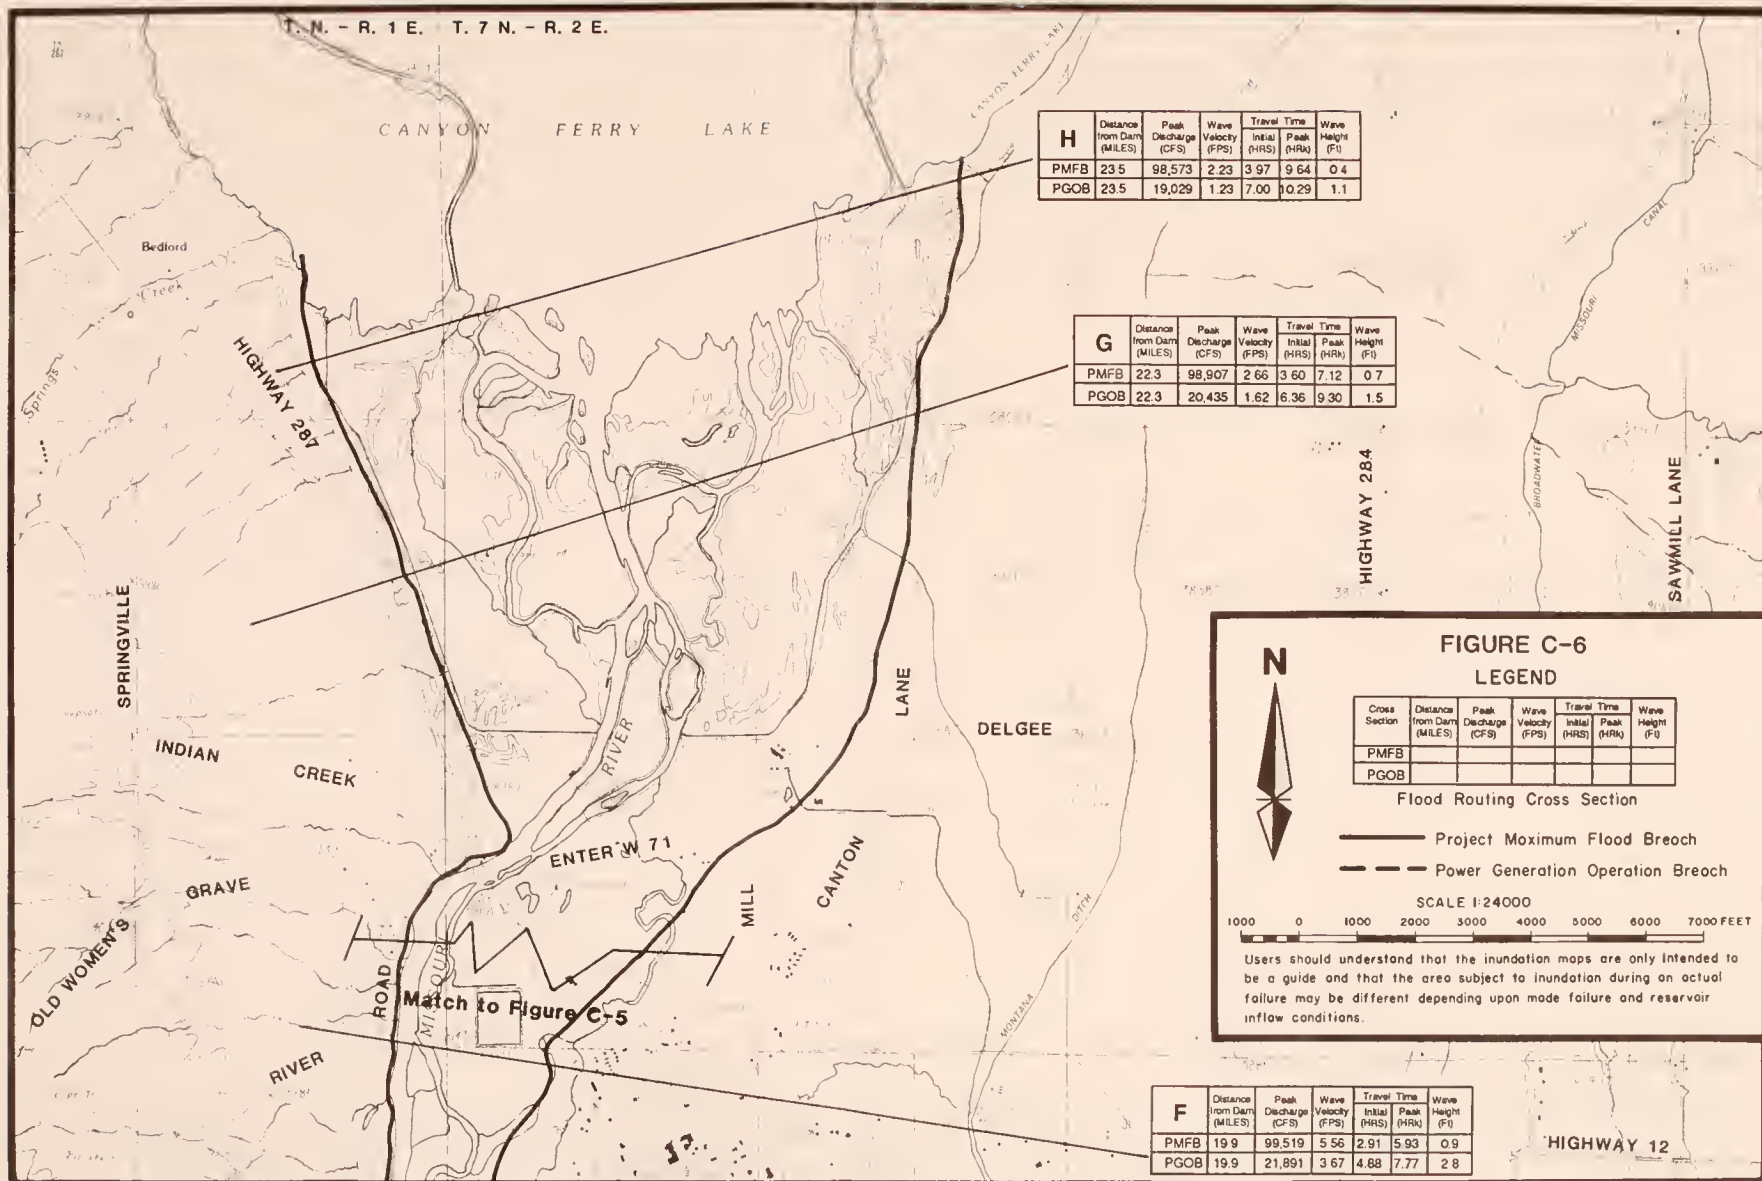 T. N. - R. 1 E. T. 7 N. - R. 2 E.
CANYON FERRY LAKE
CANYON FERRY LAKE
H
Distance from Dam (MILES) Peak Discharge (CFS) Wave Velocity (FPS) Travel Time Initial (HRS) Peak (HRs) Wave Height (Ft)
PMFB 23.5 98,573 2.23 3.97 9.64 0.4
PGOB 23.5 19,029 1.23 7.00 10.29 1.1
Bedford
Creek
Springs
HIGHWAY 287
G
Distance from Dam (MILES) Peak Discharge (CFS) Wave Velocity (FPS) Travel Time Initial (HRS) Peak (HRs) Wave Height (Ft)
PMFB 22.3 98,907 2.66 3.60 7.12 0.7
PGOB 22.3 20,435 1.62 6.36 9.30 1.5
MISSOURI
CANAL
BROADWATER
HIGHWAY 284
SAWMILL LANE
SPRINGVILLE
LANE
DELGEE
RIVER
INDIAN CREEK
ENTER W 71
GRAVE
OLD WOMEN'S
MILL
CANTON
DITCH
MONTANA
ROAD
MISSOURI
Match to Figure C-5
RIVER
FIGURE C-6
LEGEND
N
Cross Section Distance from Dam (MILES) Peak Discharge (CFS) Wave Velocity (FPS) Travel Time Initial (HRS) Peak (HRs) Wave Height (Ft)
PMFB
PGOB
Flood Routing Cross Section
Project Maximum Flood Breach
Power Generation Operation Breach
SCALE 1:24000
1000 0 1000 2000 3000 4000 5000 6000 7000 FEET
Users should understand that the inundation maps are only intended to
be a guide and that the area subject to inundation during an actual
failure may be different depending upon mode failure and reservoir
inflow conditions.
F
Distance from Dam (MILES) Peak Discharge (CFS) Wave Velocity (FPS) Travel Time Initial (HRS) Peak (HRs) Wave Height (Ft)
PMFB 19.9 99,519 5.56 2.91 5.93 0.9
PGOB 19.9 21,891 3.67 4.88 7.77 2.8
HIGHWAY 12